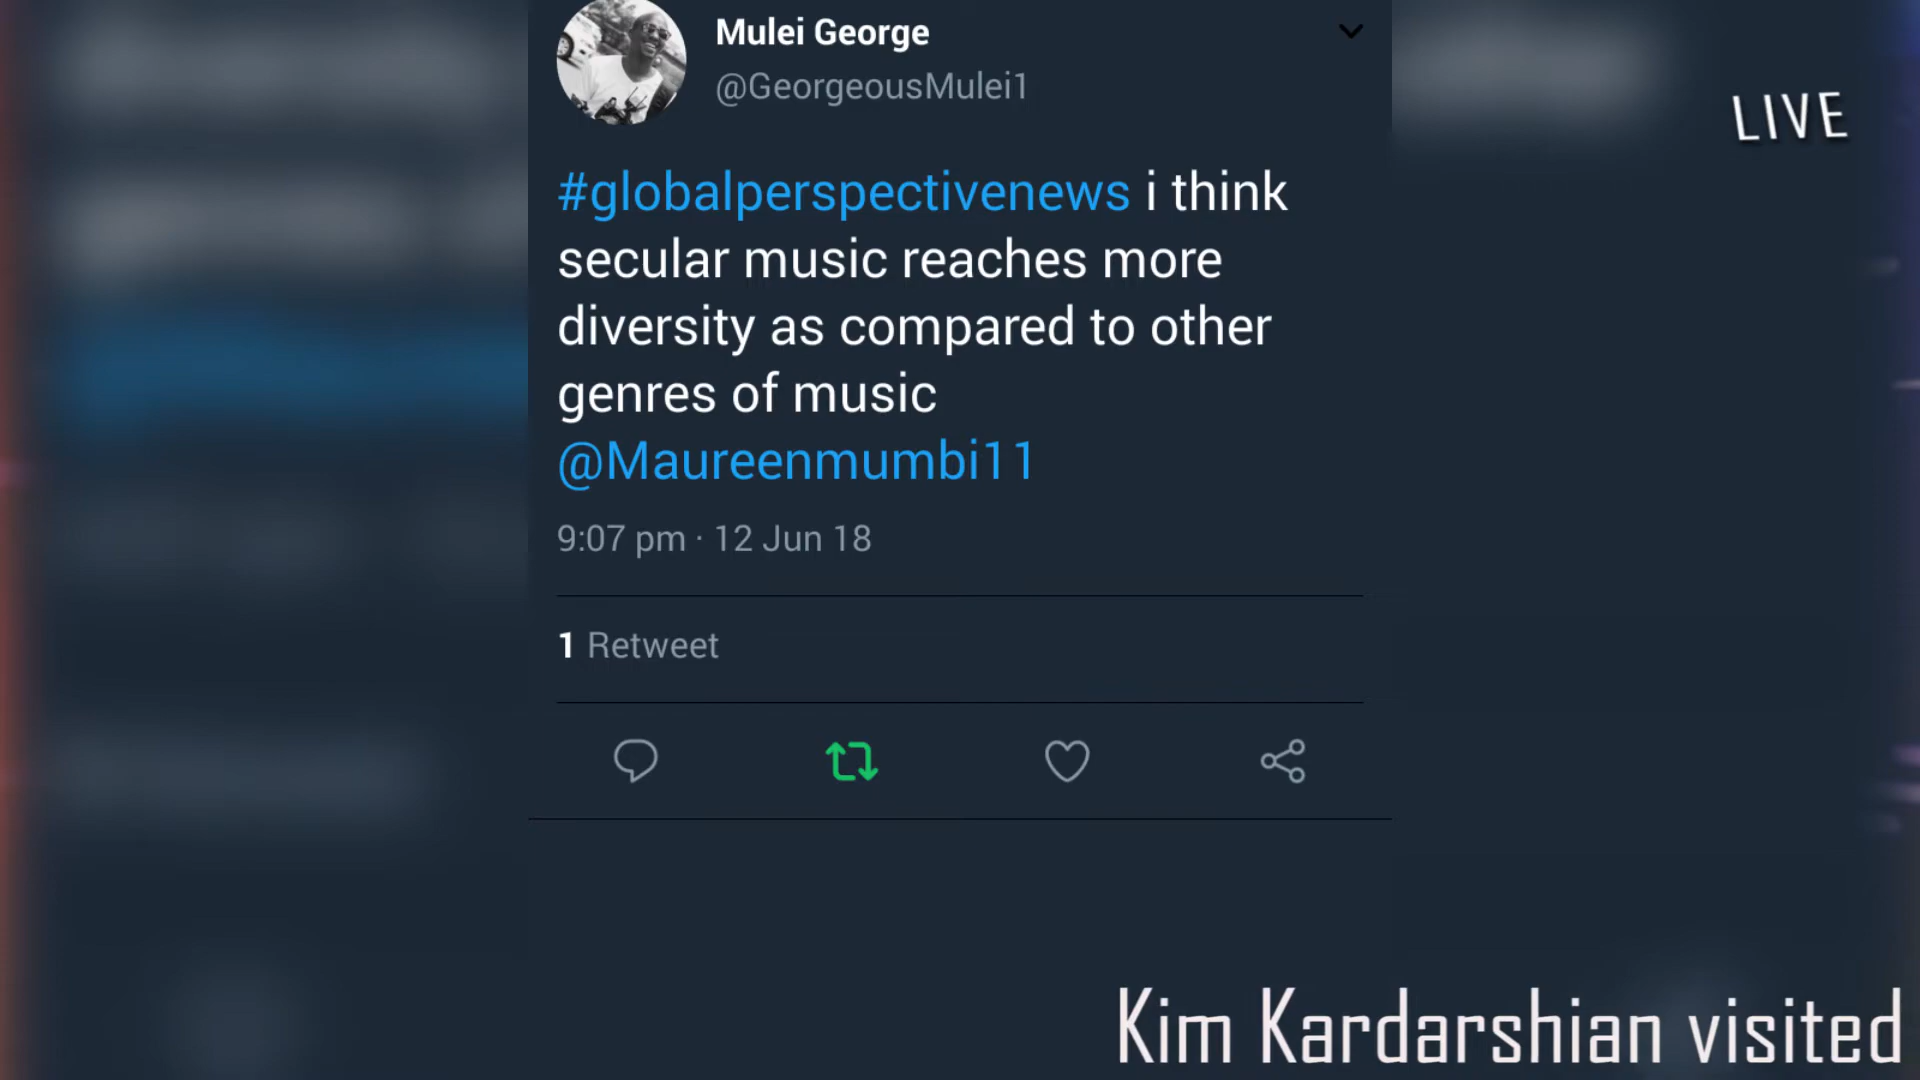 Mulei George
@GeorgeousMulei1
LIVE
#globalperspectivenews i think
secular music reaches more
diversity as compared to other
genres of music
@Maureenmumbi11
9:07 pm · 12 Jun 18
1 Retweet
Kim Kardarshian visited